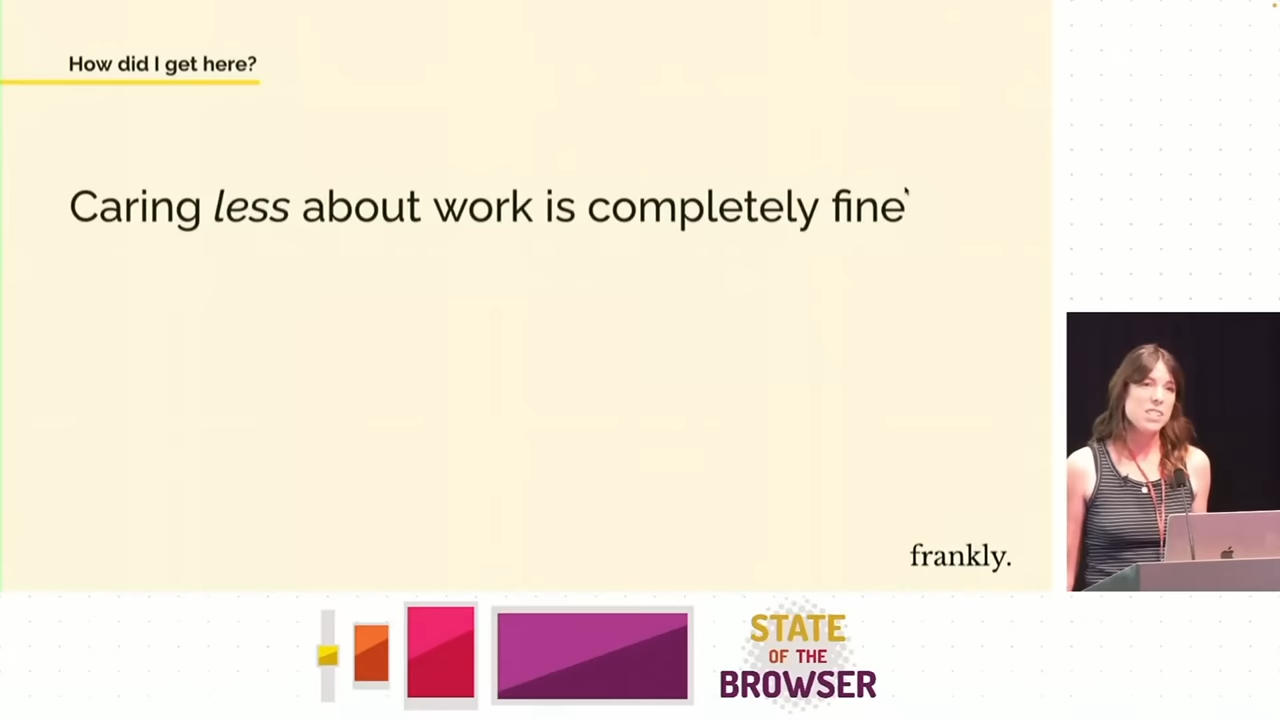 How did I get here?
Caring less about work is completely fine`
frankly.
STATE
OF THE
BROWSER